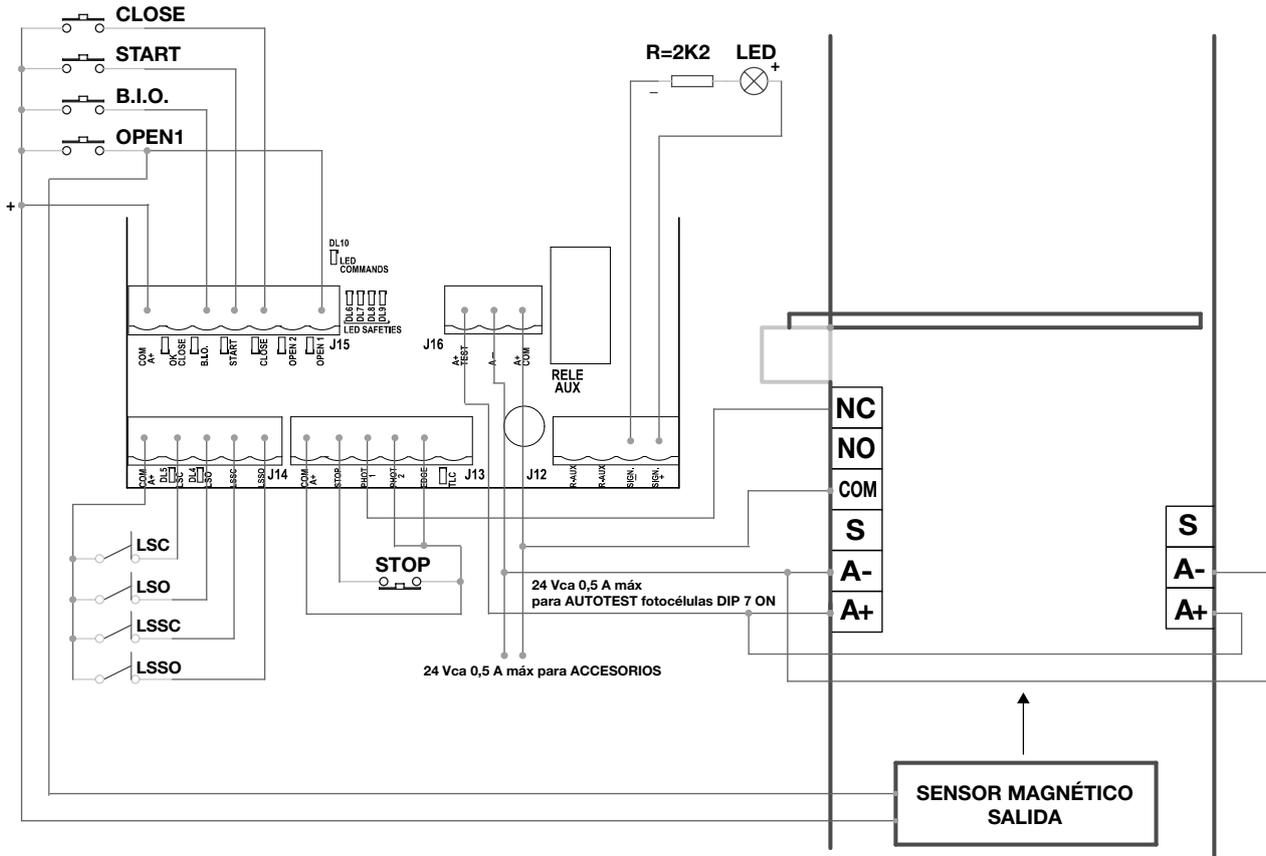 CLOSE
START
B.I.O.
OPEN1
+
R=2K2 LED
+
–
DL10
LED
COMMANDS
DL6
DL7
DL8
DL9
LED SAFETIES
J15
COM
A+
OK
CLOSE
B.I.O.
START
CLOSE
OPEN 2
OPEN 1
J16
A+
TEST
A –
A+
COM
RELE
AUX
J14
COM
A+
DL5
LSC
DL4
LSO
LSSC
LSSO
J13
COM
A+
STOP
PHOT
1
PHOT
2
EDGE
TLC
J12
R-AUX
R-AUX
SIGN.
–
SIGN.
+
LSC
LSO
LSSC
LSSO
STOP
24 Vca 0,5 A máx
para AUTOTEST fotocélulas DIP 7 ON
24 Vca 0,5 A máx para ACCESORIOS
NC
NO
COM
S
A-
A+
S
A-
A+
SENSOR MAGNÉTICO
SALIDA